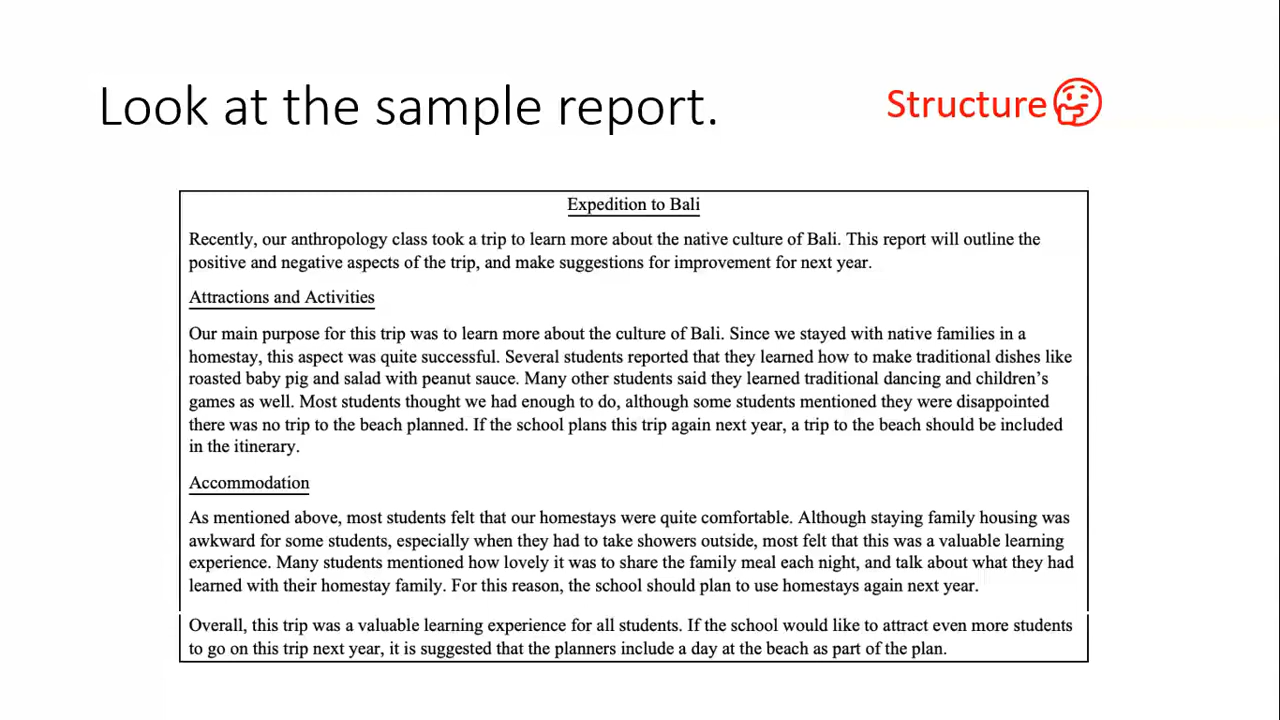 Look at the sample report.
Structure
Expedition to Bali
Recently, our anthropology class took a trip to learn more about the native culture of Bali. This report will outline the
positive and negative aspects of the trip, and make suggestions for improvement for next year.
Attractions and Activities
Our main purpose for this trip was to learn more about the culture of Bali. Since we stayed with native families in a
homestay, this aspect was quite successful. Several students reported that they learned how to make traditional dishes like
roasted baby pig and salad with peanut sauce. Many other students said they learned traditional dancing and children's
games as well. Most students thought we had enough to do, although some students mentioned they were disappointed
there was no trip to the beach planned. If the school plans this trip again next year, a trip to the beach should be included
in the itinerary.
Accommodation
As mentioned above, most students felt that our homestays were quite comfortable. Although staying family housing was
awkward for some students, especially when they had to take showers outside, most felt that this was a valuable learning
experience. Many students mentioned how lovely it was to share the family meal each night, and talk about what they had
learned with their homestay family. For this reason, the school should plan to use homestays again next year.
Overall, this trip was a valuable learning experience for all students. If the school would like to attract even more students
to go on this trip next year, it is suggested that the planners include a day at the beach as part of the plan.